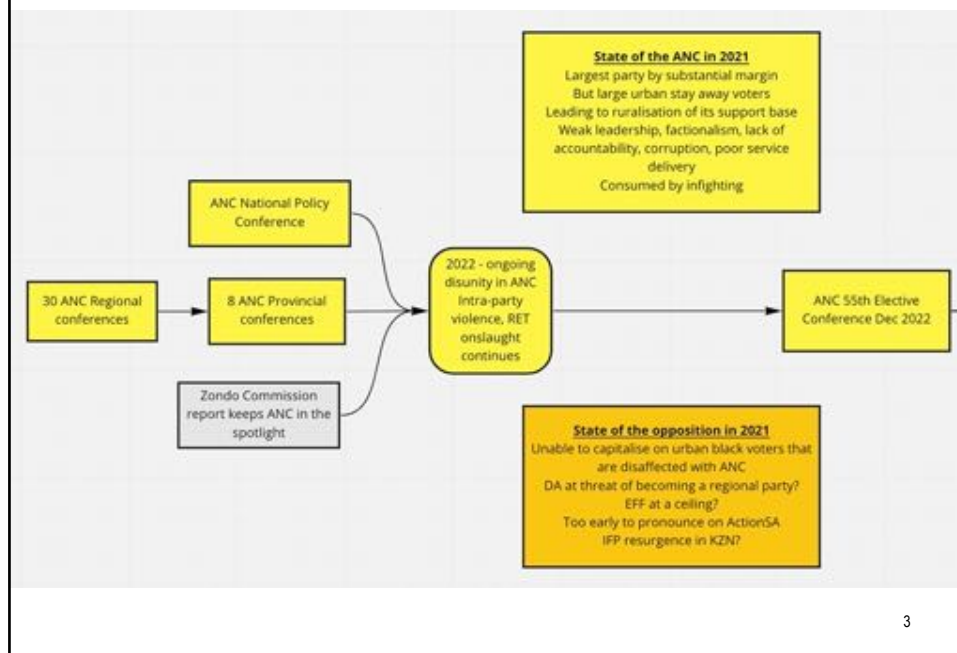 State of the ANC in 2021
Largest party by substantial margin
But large urban stay away voters
Leading to ruralisation of its support base
Weak leadership, factionalism, lack of
accountability, corruption, poor service
delivery
Consumed by infighting
ANC National Policy
Conference
30 ANC Regional
conferences
8 ANC Provincial
conferences
Zondo Commission
report keeps ANC in the
spotlight
2022 - ongoing
disunity in ANC
Intra-party
violence, RET
onslaught
continues
ANC 55th Elective
Conference Dec 2022
State of the opposition in 2021
Unable to capitalise on urban black voters that
are disaffected with ANC
DA at threat of becoming a regional party?
EFF at a ceiling?
Too early to pronounce on ActionSA
IFP resurgence in KZN?
3